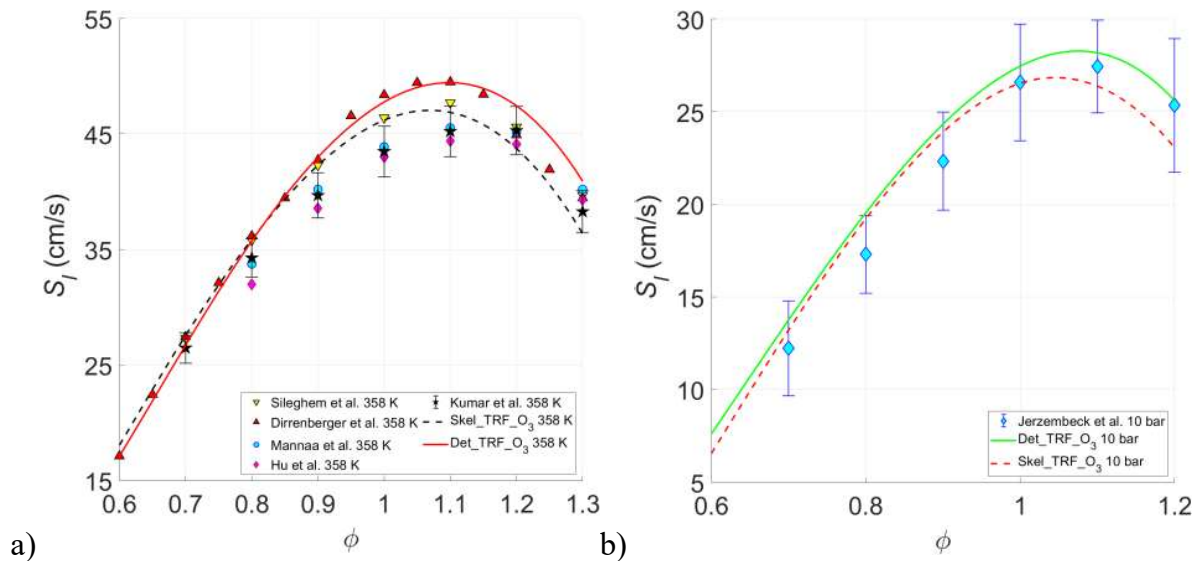 55
45
35
25
15
S_l (cm/s)
0.6 0.7 0.8 0.9 1 1.1 1.2 1.3
ϕ
Sileghem et al. 358 K
Dirrenberger et al. 358 K
Mannaa et al. 358 K
Hu et al. 358 K
Kumar et al. 358 K
Skel_TRF_O₃ 358 K
Det_TRF_O₃ 358 K
a)
30
25
20
15
10
5
S_l (cm/s)
0.6 0.8 1 1.2
ϕ
Jerzembeck et al. 10 bar
Det_TRF_O₃ 10 bar
Skel_TRF_O₃ 10 bar
b)